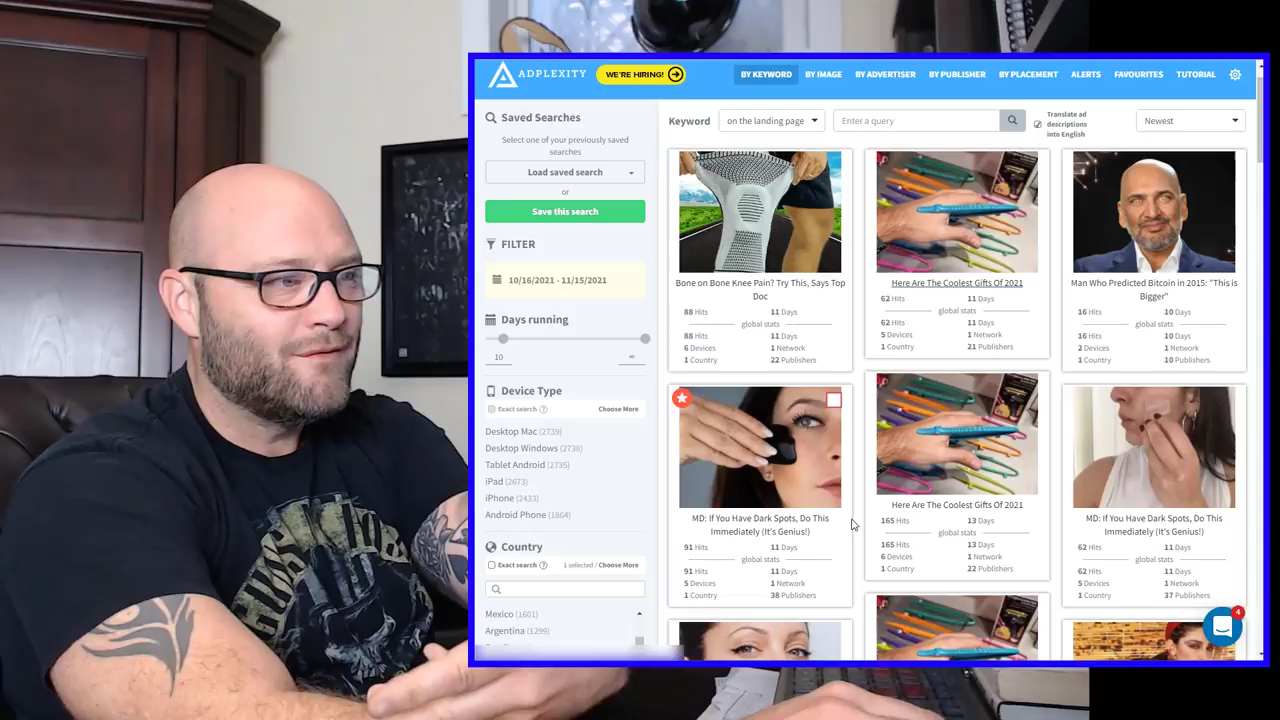 ADPLEXITY
WE'RE HIRING!
BY KEYWORD
BY IMAGE
BY ADVERTISER
BY PUBLISHER
BY PLACEMENT
ALERTS
FAVOURITES
TUTORIAL
Saved Searches
Select one of your previously saved
searches
Load saved search
or
Save this search
FILTER
10/16/2021 - 11/15/2021
Days running
10
∞
Device Type
Exact search ?
Choose More
Desktop Mac (2739)
Desktop Windows (2738)
Tablet Android (2735)
iPad (2673)
iPhone (2433)
Android Phone (1864)
Country
Exact search ?
1 selected / Choose More
Mexico (1601)
Argentina (1299)
Keyword
on the landing page
Enter a query
Translate ad
descriptions
into English
Newest
Bone on Bone Knee Pain? Try This, Says Top
Doc
88 Hits 11 Days
global stats
88 Hits 11 Days
6 Devices 1 Network
1 Country 22 Publishers
Here Are The Coolest Gifts Of 2021
62 Hits 11 Days
global stats
62 Hits 11 Days
5 Devices 1 Network
1 Country 21 Publishers
Man Who Predicted Bitcoin in 2015: "This is
Bigger"
16 Hits 10 Days
global stats
16 Hits 10 Days
2 Devices 1 Network
1 Country 10 Publishers
MD: If You Have Dark Spots, Do This
Immediately (It's Genius!)
91 Hits 11 Days
global stats
91 Hits 11 Days
5 Devices 1 Network
1 Country 38 Publishers
Here Are The Coolest Gifts Of 2021
165 Hits 13 Days
global stats
165 Hits 13 Days
6 Devices 1 Network
1 Country 22 Publishers
MD: If You Have Dark Spots, Do This
Immediately (It's Genius!)
62 Hits 11 Days
global stats
62 Hits 11 Days
5 Devices 1 Network
1 Country 37 Publishers
4